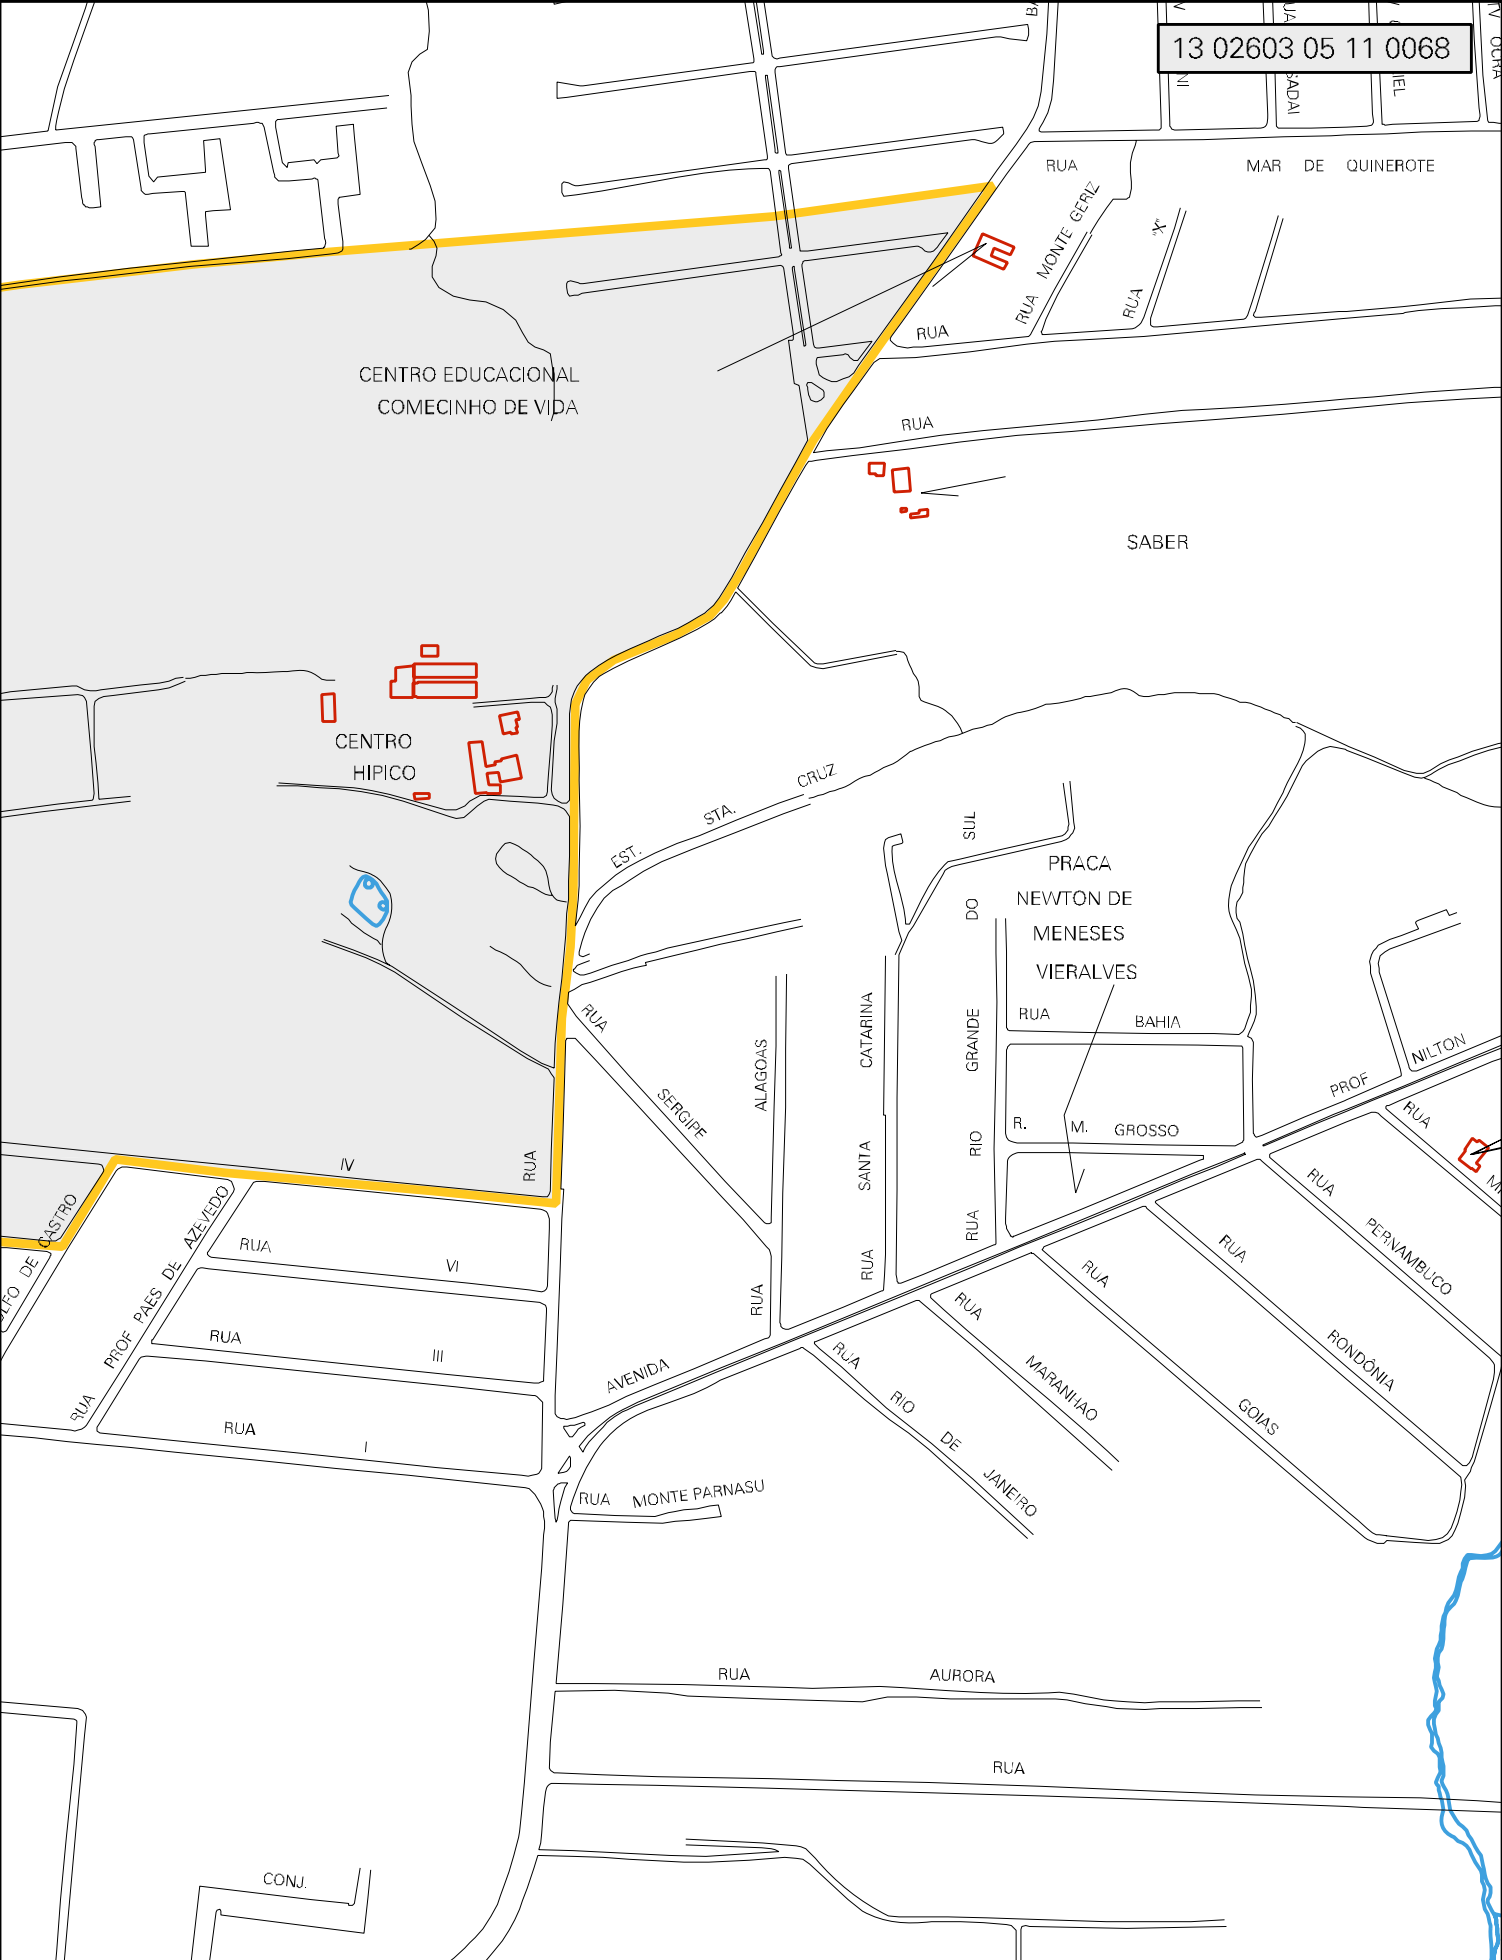 13 02603 05 11 0068
RUA
MAR DE QUINEROTE
RUA MONTE GERIZ
RUA "X"
RUA
CENTRO EDUCACIONAL
COMECINHO DE VIDA
RUA
SABER
CENTRO
HIPICO
EST. STA. CRUZ
PRACA
NEWTON DE
MENESES
VIERALVES
RUA BAHIA
R. M. GROSSO
RUA RIO GRANDE DO SUL
RUA SANTA CATARINA
RUA ALAGOAS
RUA SERGIPE
AVENIDA PROF NILTON
RUA
RUA IV
DE CASTRO
RUA PROF PAES DE AZEVEDO
RUA VI
RUA III
RUA I
RUA PERNAMBUCO
RUA RONDÔNIA
RUA GOIAS
RUA MARANHAO
RUA RIO DE JANEIRO
RUA MONTE PARNASU
RUA AURORA
RUA
CONJ.